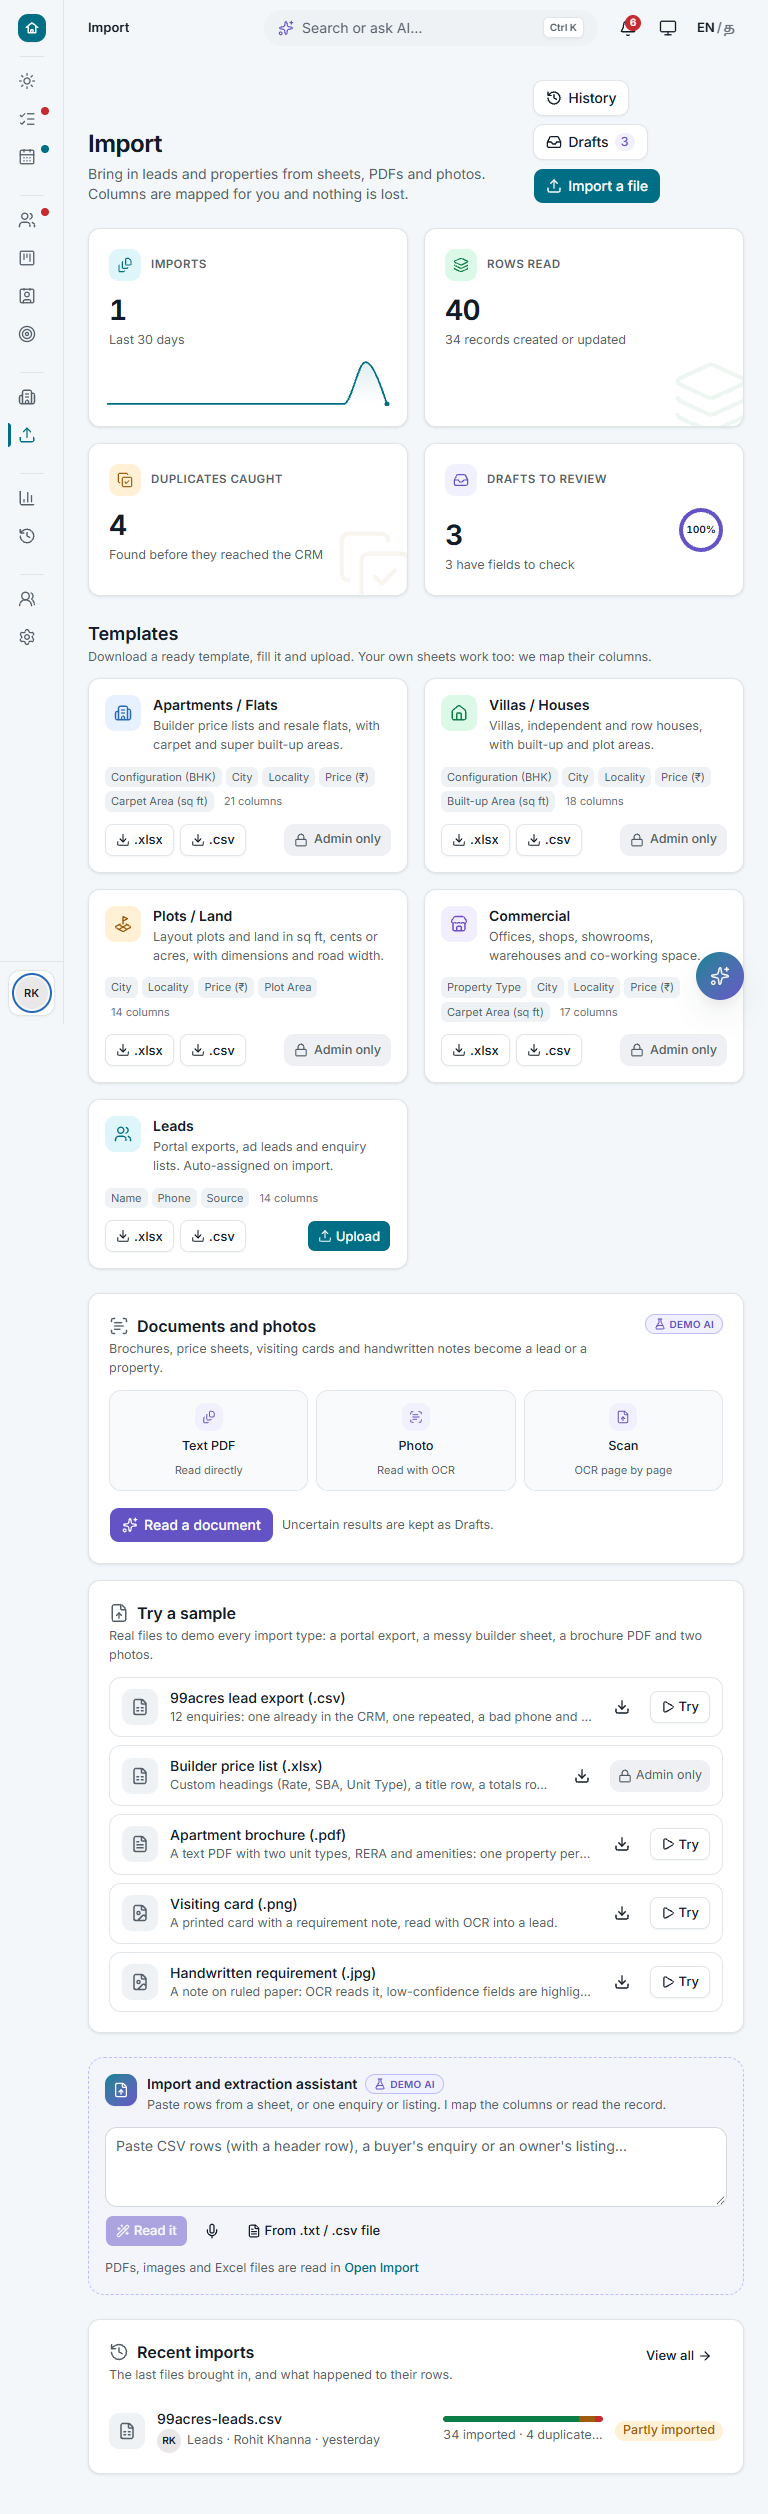 Import
Search or ask AI...
Ctrl K
6
EN / த
History
Drafts 3
Import a file
Import
Bring in leads and properties from sheets, PDFs and photos.
Columns are mapped for you and nothing is lost.
IMPORTS
1
Last 30 days
ROWS READ
40
34 records created or updated
DUPLICATES CAUGHT
4
Found before they reached the CRM
DRAFTS TO REVIEW
3
100%
3 have fields to check
Templates
Download a ready template, fill it and upload. Your own sheets work too: we map their columns.
Apartments / Flats
Builder price lists and resale flats, with
carpet and super built-up areas.
Configuration (BHK) City Locality Price (₹)
Carpet Area (sq ft) 21 columns
.xlsx .csv Admin only
Villas / Houses
Villas, independent and row houses,
with built-up and plot areas.
Configuration (BHK) City Locality Price (₹)
Built-up Area (sq ft) 18 columns
.xlsx .csv Admin only
Plots / Land
Layout plots and land in sq ft, cents or
acres, with dimensions and road width.
City Locality Price (₹) Plot Area
14 columns
.xlsx .csv Admin only
Commercial
Offices, shops, showrooms,
warehouses and co-working space.
Property Type City Locality Price (₹)
Carpet Area (sq ft) 17 columns
.xlsx .csv Admin only
RK
Leads
Portal exports, ad leads and enquiry
lists. Auto-assigned on import.
Name Phone Source 14 columns
.xlsx .csv Upload
Documents and photos
DEMO AI
Brochures, price sheets, visiting cards and handwritten notes become a lead or a
property.
Text PDF
Read directly
Photo
Read with OCR
Scan
OCR page by page
Read a document
Uncertain results are kept as Drafts.
Try a sample
Real files to demo every import type: a portal export, a messy builder sheet, a brochure PDF and two
photos.
99acres lead export (.csv)
12 enquiries: one already in the CRM, one repeated, a bad phone and ...
Try
Builder price list (.xlsx)
Custom headings (Rate, SBA, Unit Type), a title row, a totals ro...
Admin only
Apartment brochure (.pdf)
A text PDF with two unit types, RERA and amenities: one property per...
Try
Visiting card (.png)
A printed card with a requirement note, read with OCR into a lead.
Try
Handwritten requirement (.jpg)
A note on ruled paper: OCR reads it, low-confidence fields are highlig...
Try
Import and extraction assistant DEMO AI
Paste rows from a sheet, or one enquiry or listing. I map the columns or read the record.
Paste CSV rows (with a header row), a buyer's enquiry or an owner's listing...
Read it From .txt / .csv file
PDFs, images and Excel files are read in Open Import
Recent imports
View all
The last files brought in, and what happened to their rows.
99acres-leads.csv
RK Leads · Rohit Khanna · yesterday
34 imported · 4 duplicate...
Partly imported